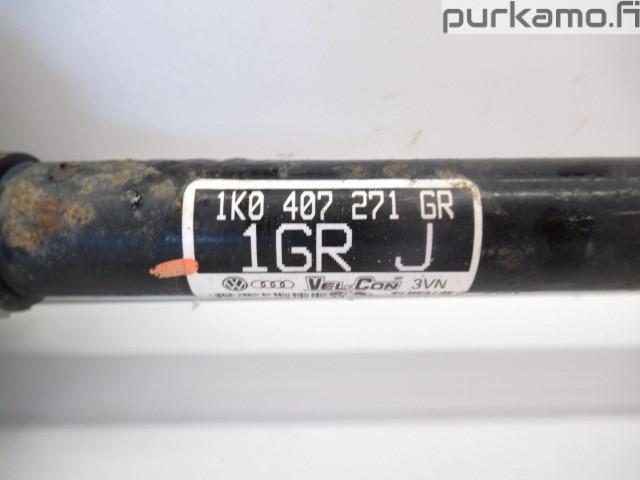 purkamo.fi
1K0 407 271 GR
1GR J
VEL-CON 3VN